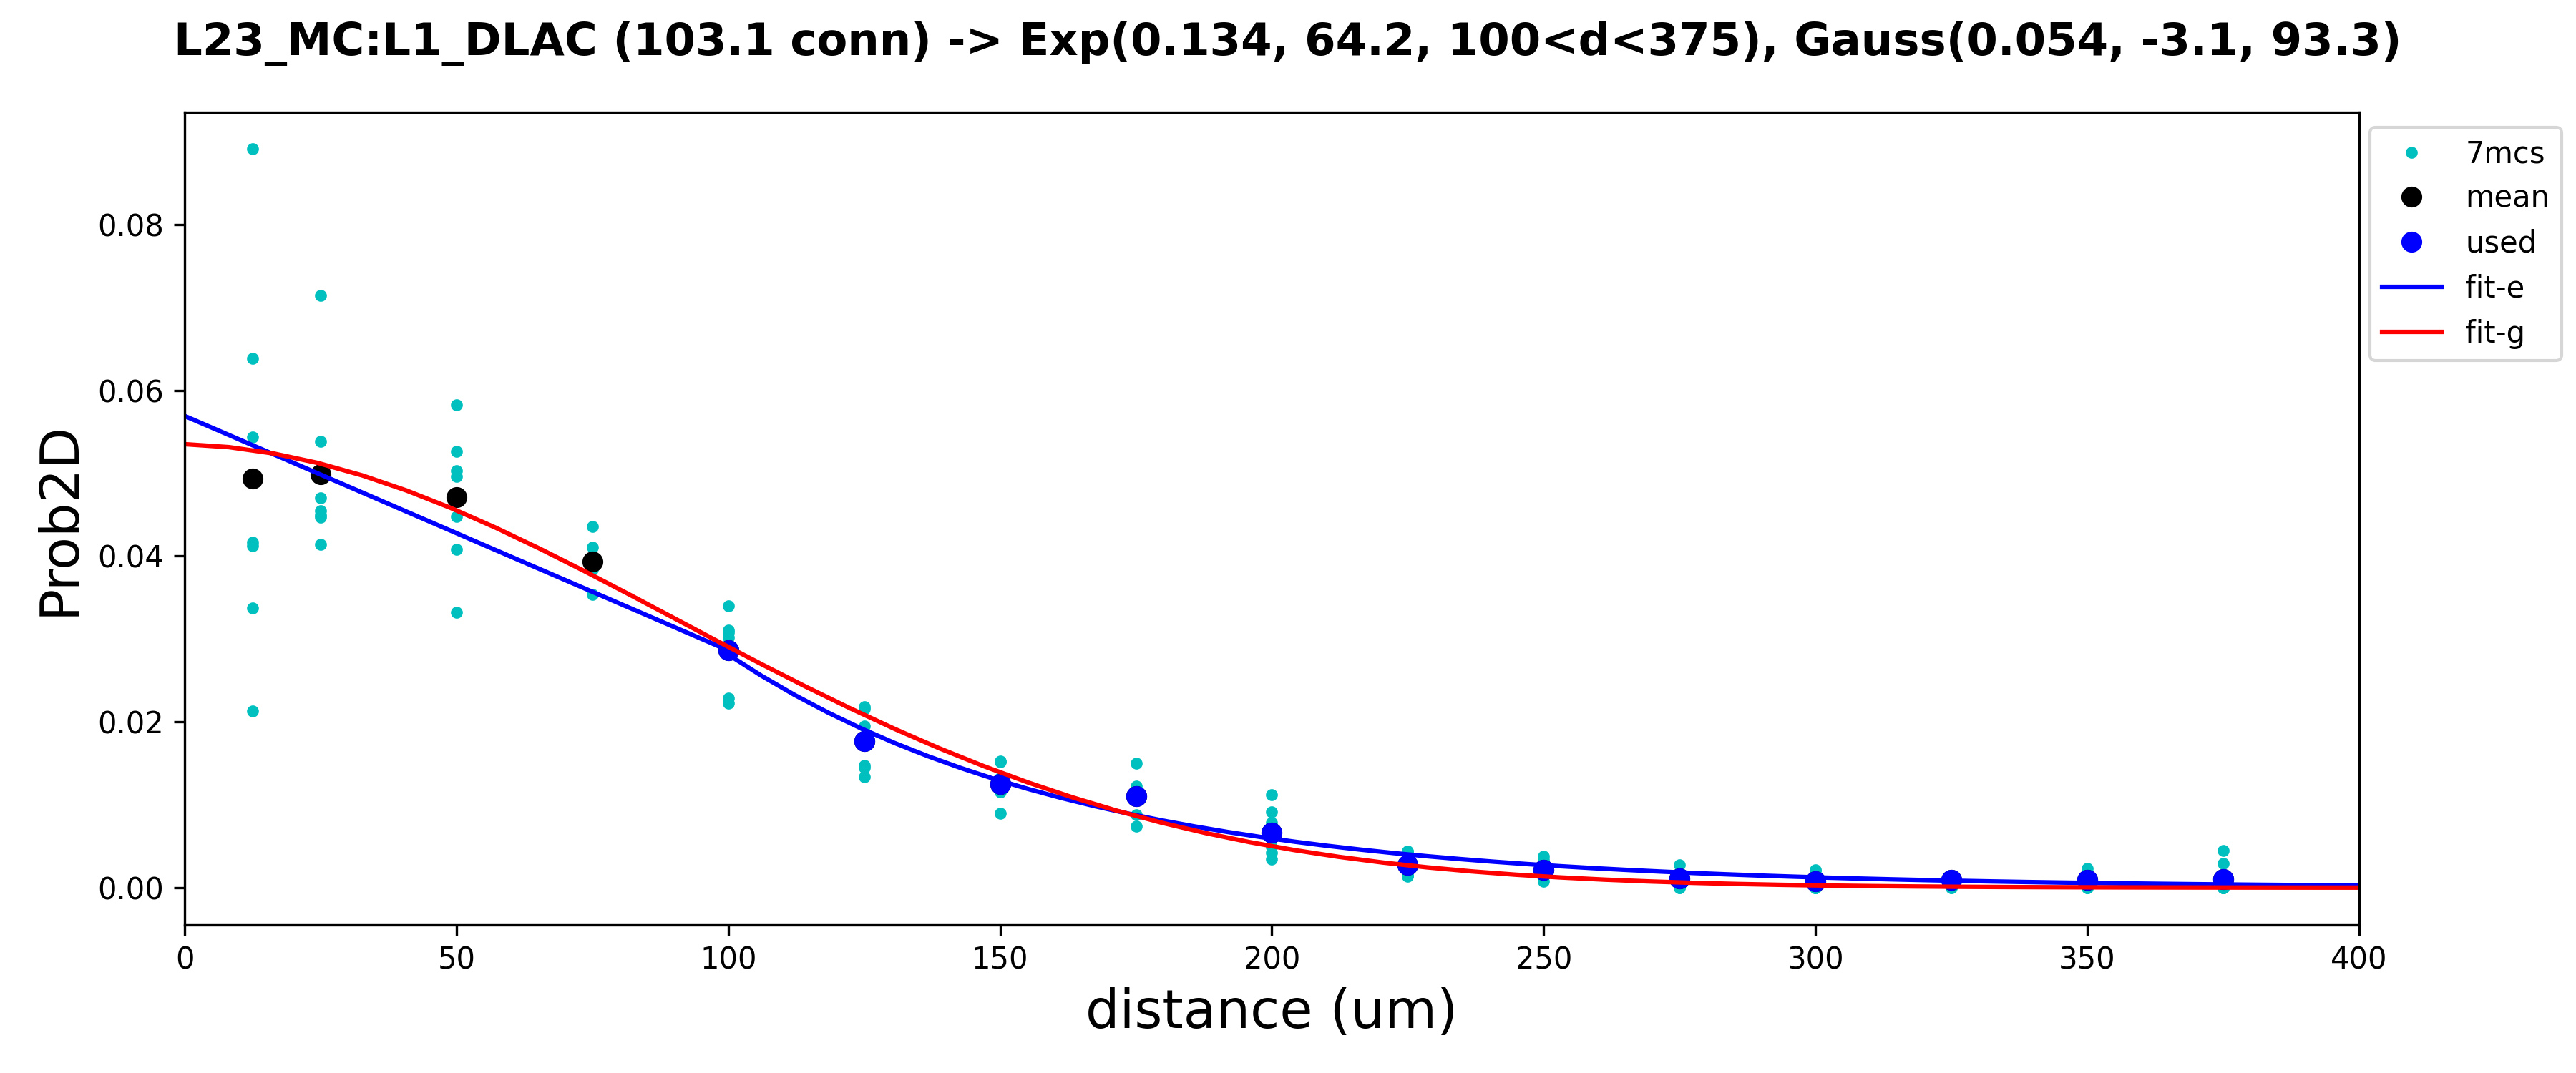 L23_MC:L1_DLAC (103.1 conn) -> Exp(0.134, 64.2, 100<d<375), Gauss(0.054, -3.1, 93.3)
7mcs
mean
used
fit-e
fit-g
Prob2D
0.08
0.06
0.04
0.02
0.00
0 50 100 150 200 250 300 350 400
distance (um)